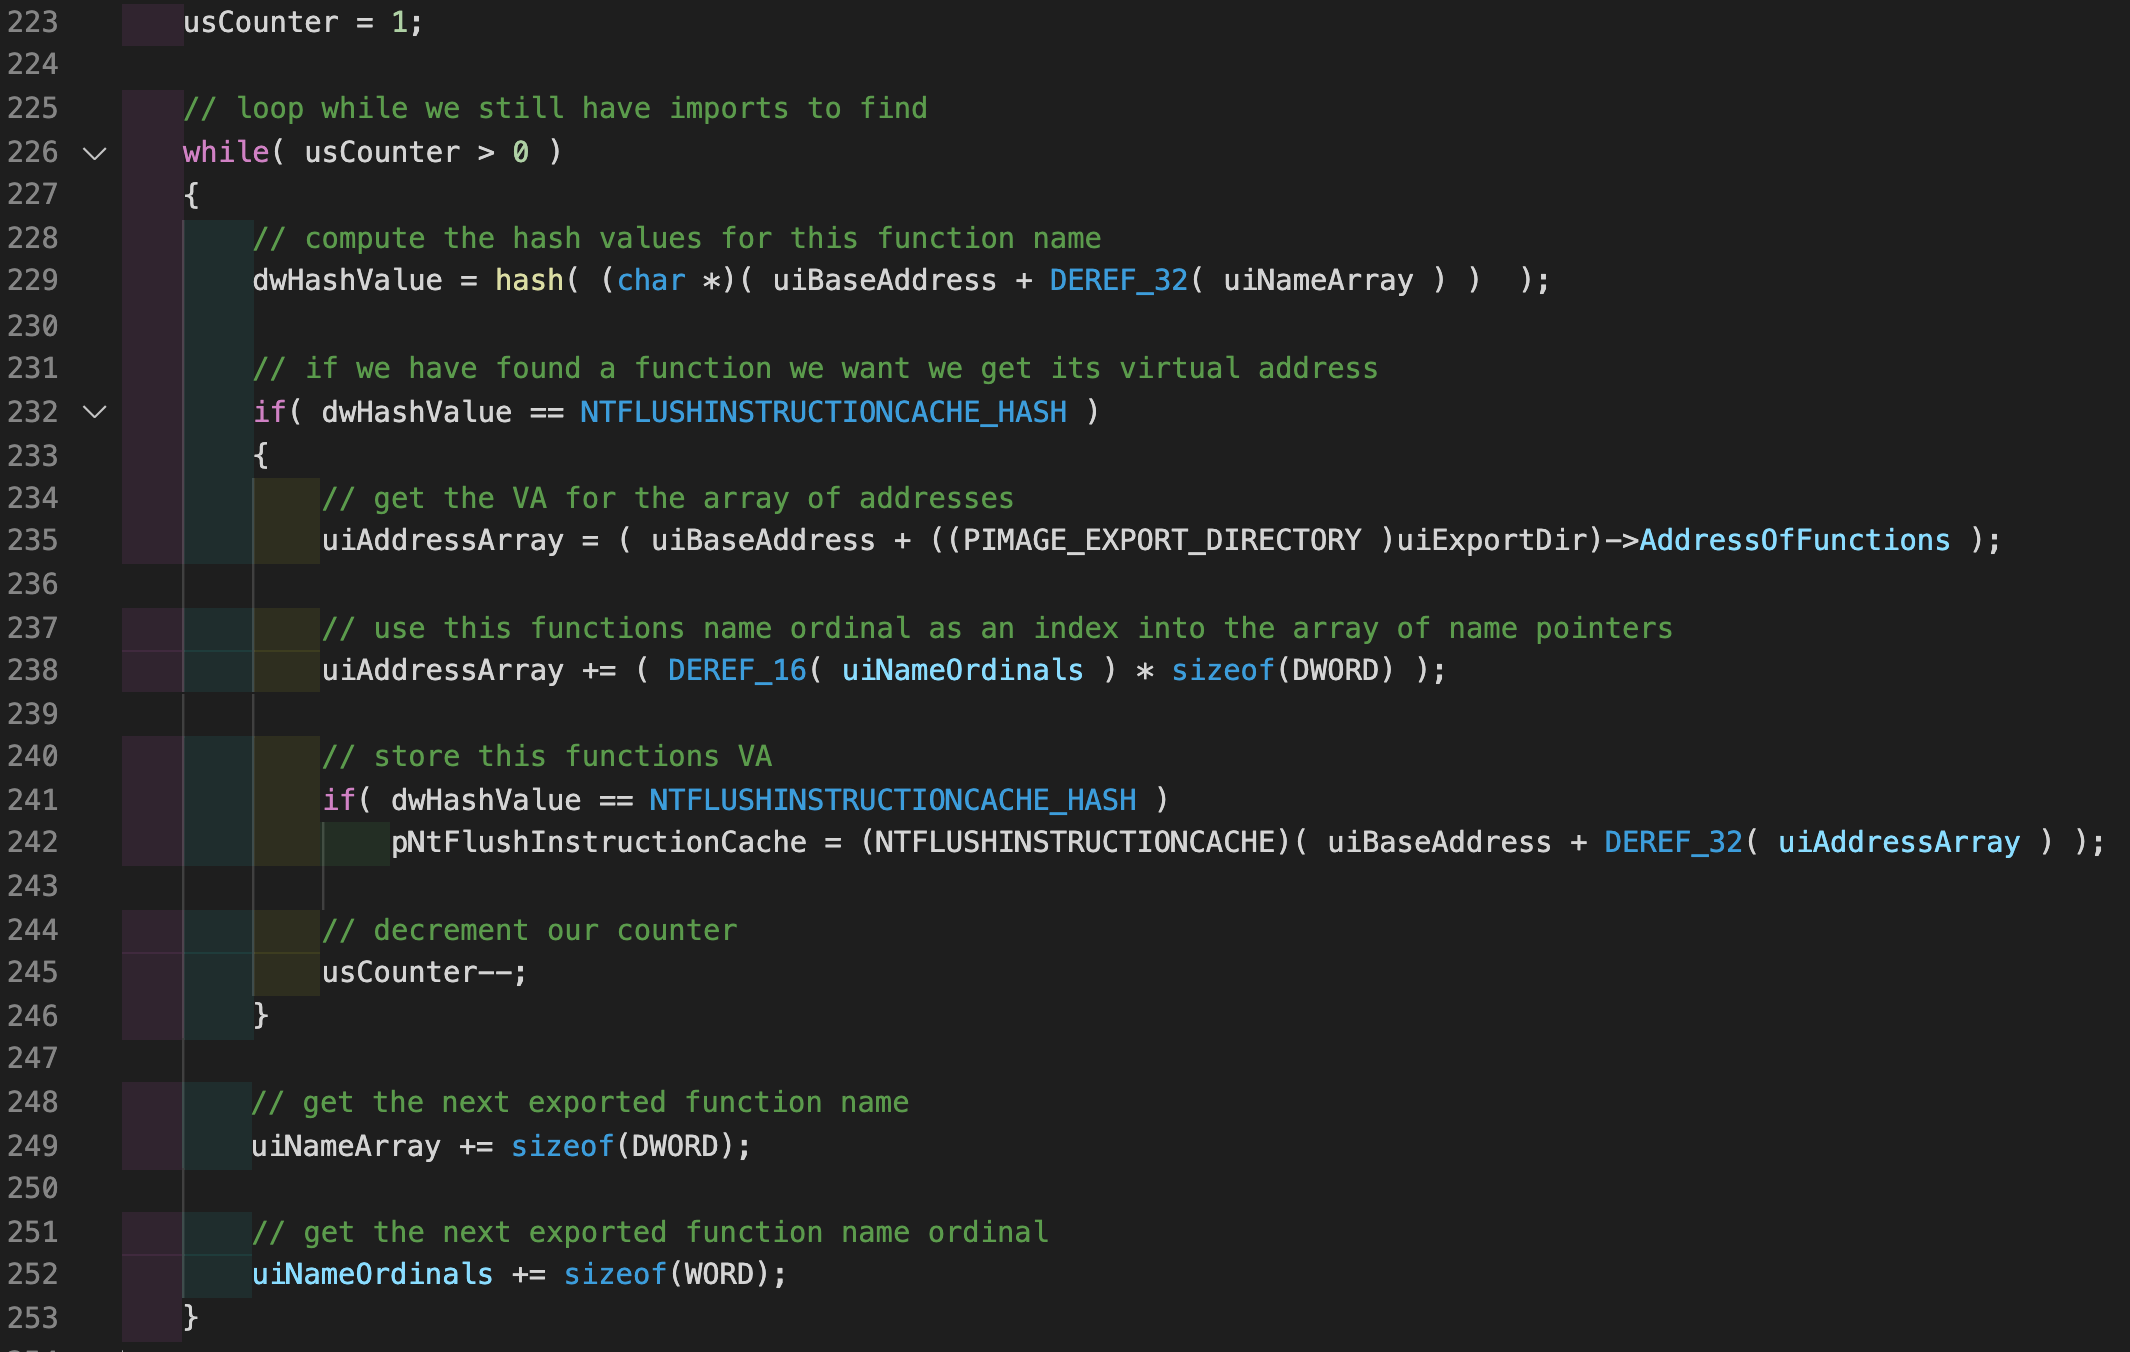 223 usCounter = 1;
224
225 // loop while we still have imports to find
226 while( usCounter > 0 )
227 {
228 // compute the hash values for this function name
229 dwHashValue = hash( (char *)( uiBaseAddress + DEREF_32( uiNameArray ) )  );
230
231 // if we have found a function we want we get its virtual address
232 if( dwHashValue == NTFLUSHINSTRUCTIONCACHE_HASH )
233 {
234 // get the VA for the array of addresses
235 uiAddressArray = ( uiBaseAddress + ((PIMAGE_EXPORT_DIRECTORY )uiExportDir)->AddressOfFunctions );
236
237 // use this functions name ordinal as an index into the array of name pointers
238 uiAddressArray += ( DEREF_16( uiNameOrdinals ) * sizeof(DWORD) );
239
240 // store this functions VA
241 if( dwHashValue == NTFLUSHINSTRUCTIONCACHE_HASH )
242 pNtFlushInstructionCache = (NTFLUSHINSTRUCTIONCACHE)( uiBaseAddress + DEREF_32( uiAddressArray ) );
243
244 // decrement our counter
245 usCounter--;
246 }
247
248 // get the next exported function name
249 uiNameArray += sizeof(DWORD);
250
251 // get the next exported function name ordinal
252 uiNameOrdinals += sizeof(WORD);
253 }